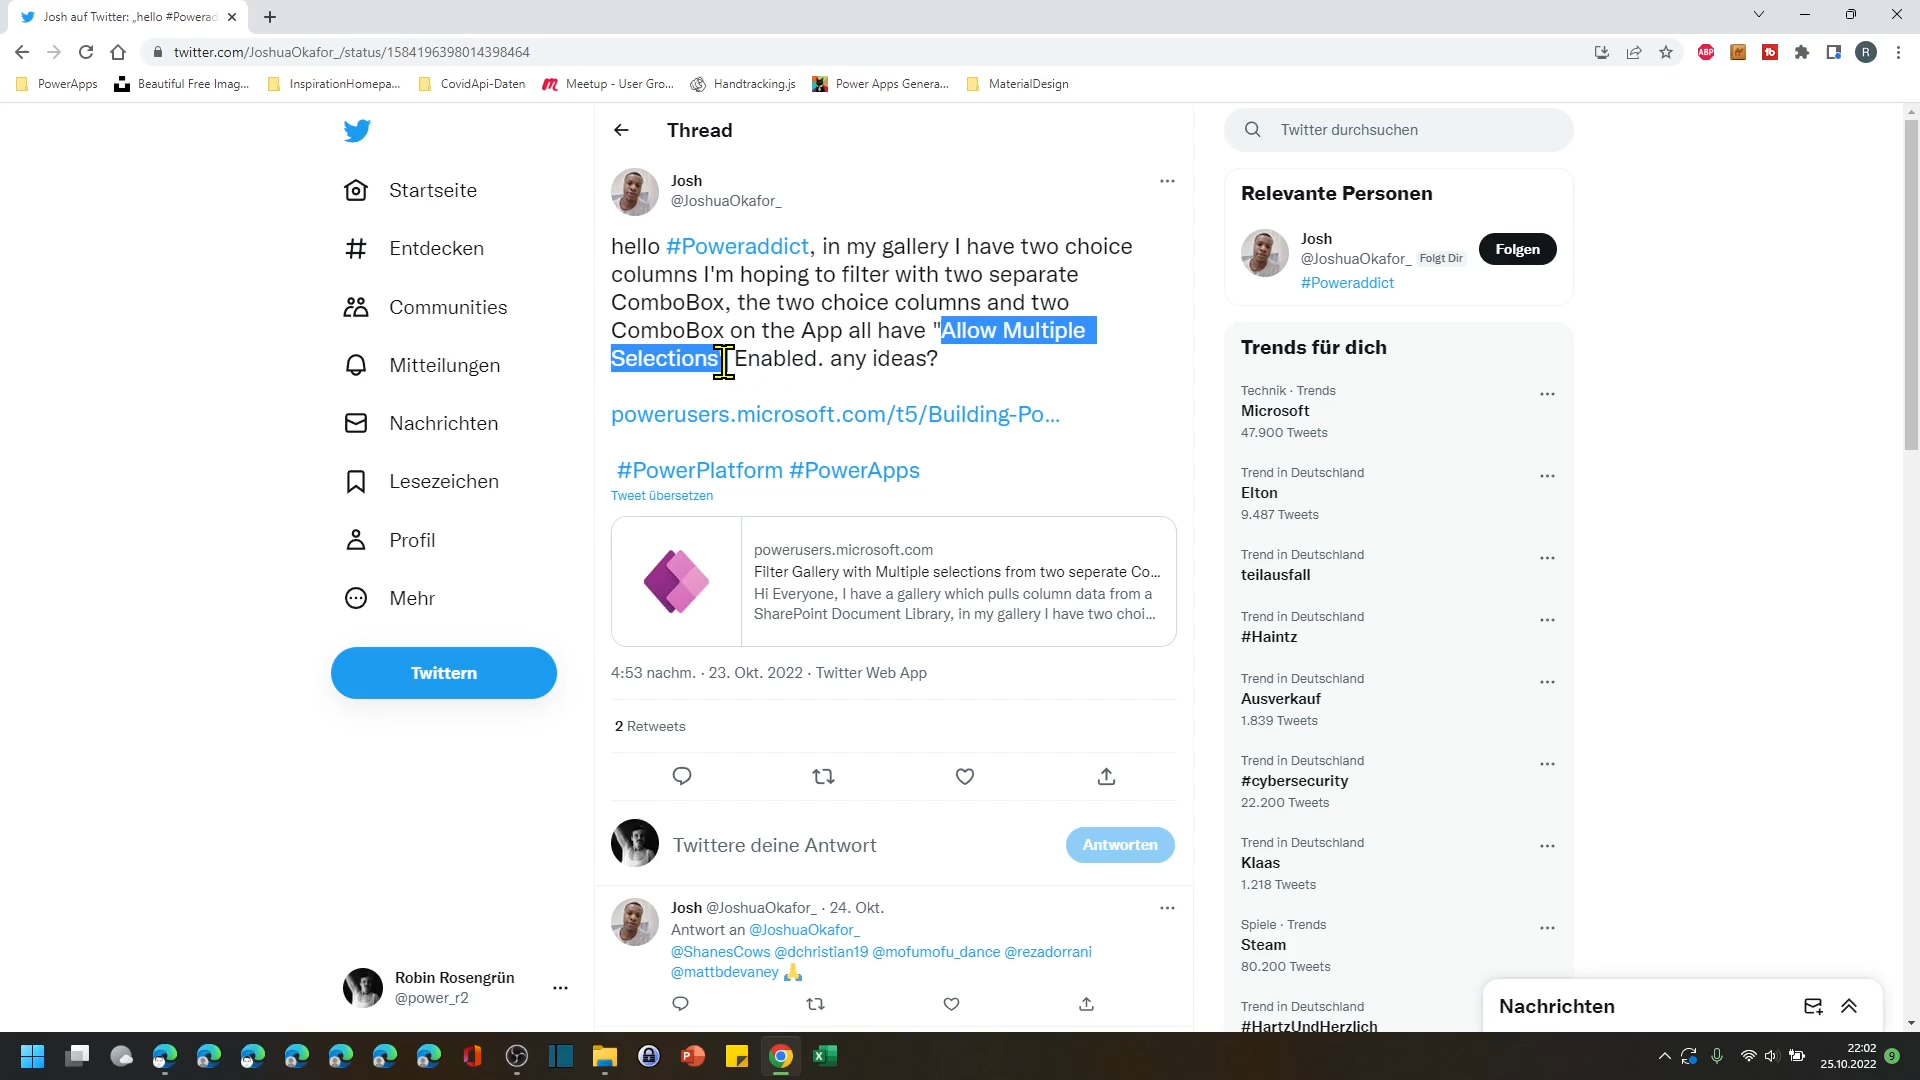 Josh auf Twitter: „hello #Powerad
twitter.com/JoshuaOkafor_/status/1584196398014398464
ABP
R
PowerApps
Beautiful Free Imag...
InspirationHomepa...
CovidApi-Daten
Meetup - User Gro...
Handtracking.js
Power Apps Genera...
MaterialDesign
Startseite
Entdecken
Communities
Mitteilungen
Nachrichten
Lesezeichen
Profil
Mehr
Twittern
Robin Rosengrün
@power_r2
Thread
Josh
@JoshuaOkafor_
hello #Poweraddict, in my gallery I have two choice
columns I'm hoping to filter with two separate
ComboBox, the two choice columns and two
ComboBox on the App all have "Allow Multiple
Selections" Enabled. any ideas?
powerusers.microsoft.com/t5/Building-Po...
#PowerPlatform #PowerApps
Tweet übersetzen
powerusers.microsoft.com
Filter Gallery with Multiple selections from two seperate Co...
Hi Everyone, I have a gallery which pulls column data from a
SharePoint Document Library, in my gallery I have two choi...
4:53 nachm. · 23. Okt. 2022 · Twitter Web App
2 Retweets
Twittere deine Antwort
Antworten
Josh @JoshuaOkafor_ · 24. Okt.
Antwort an @JoshuaOkafor_
@ShanesCows @dchristian19 @mofumofu_dance @rezadorrani
@mattbdevaney 🙏
Twitter durchsuchen
Relevante Personen
Josh
@JoshuaOkafor_ Folgt Dir
#Poweraddict
Folgen
Trends für dich
Technik · Trends
Microsoft
47.900 Tweets
Trend in Deutschland
Elton
9.487 Tweets
Trend in Deutschland
teilausfall
Trend in Deutschland
#Haintz
Trend in Deutschland
Ausverkauf
1.839 Tweets
Trend in Deutschland
#cybersecurity
22.200 Tweets
Trend in Deutschland
Klaas
1.218 Tweets
Spiele · Trends
Steam
80.200 Tweets
Trend in Deutschland
#HartzUndHerzlich
Nachrichten
22:02
25.10.2022
9